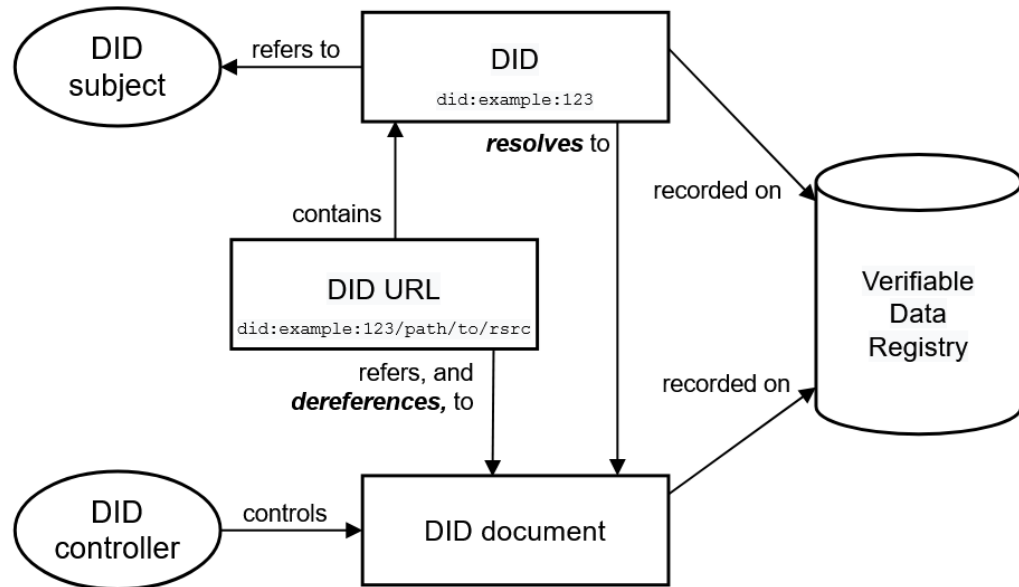 DID
subject
refers to
DID
did:example:123
resolves to
recorded on
contains
DID URL
did:example:123/path/to/rsrc
Verifiable
Data
Registry
refers, and
dereferences, to
recorded on
DID
controller
controls
DID document